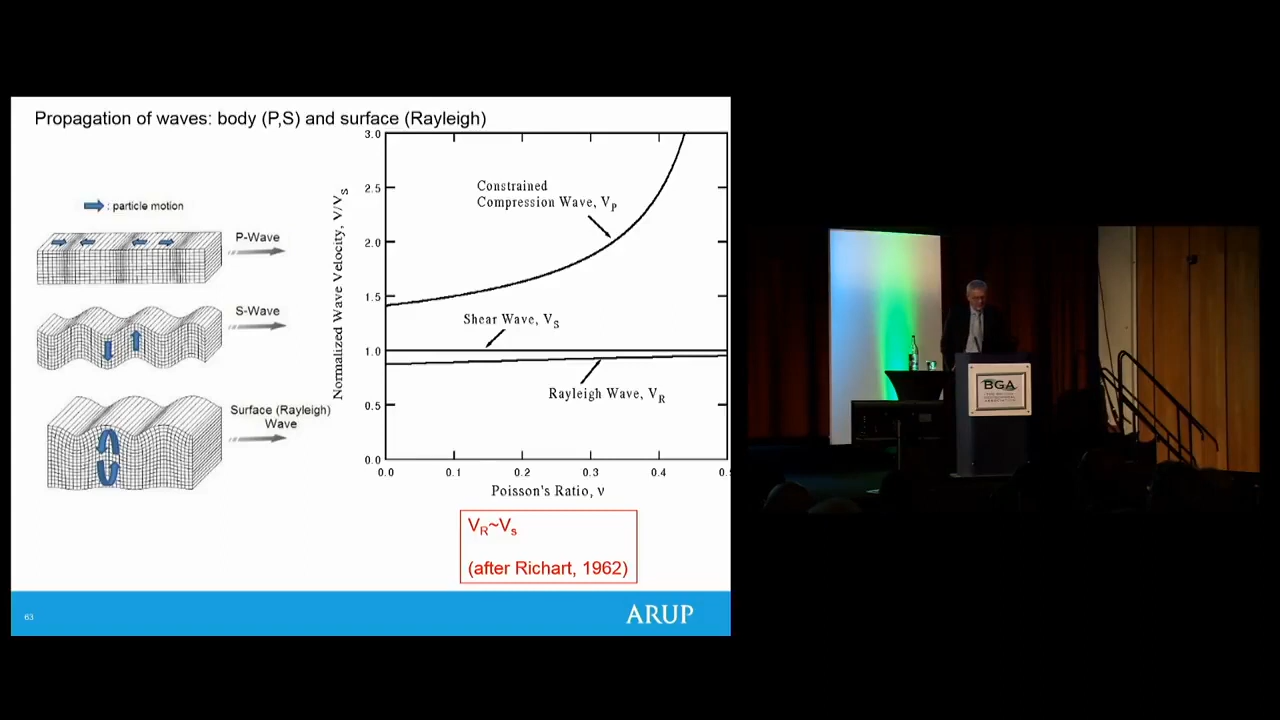 Propagation of waves: body (P,S) and surface (Rayleigh)
: particle motion
P-Wave
S-Wave
Surface (Rayleigh)
Wave
Normalized Wave Velocity, V/VS
3.0
2.5
2.0
1.5
1.0
0.5
0.0
Constrained
Compression Wave, VP
Shear Wave, VS
Rayleigh Wave, VR
0.0 0.1 0.2 0.3 0.4
Poisson's Ratio, ν
VR~Vs
(after Richart, 1962)
63
ARUP
BGA